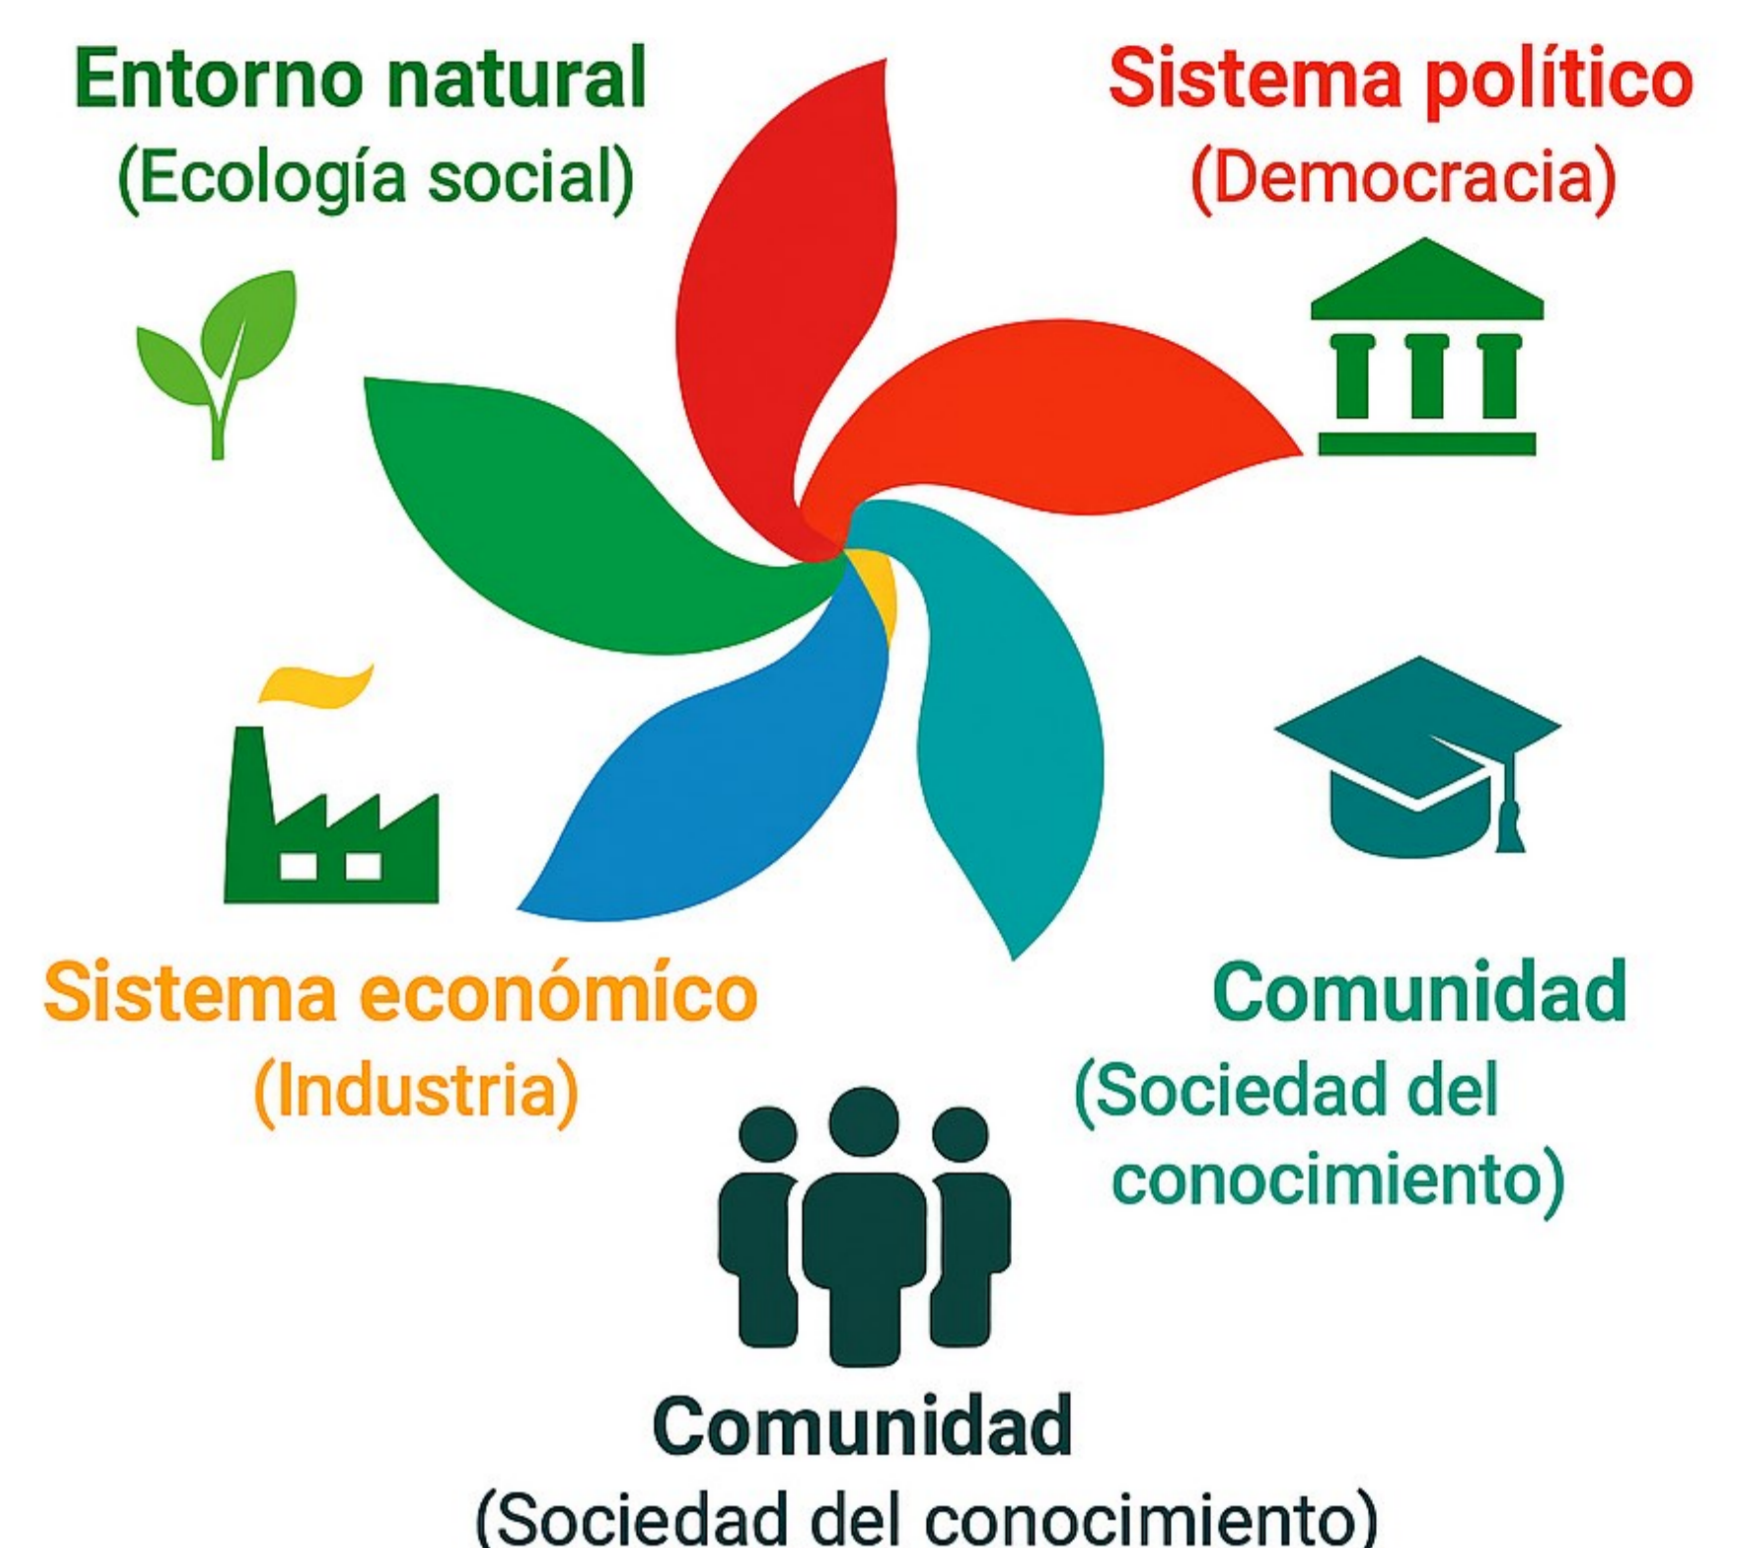 Entorno natural
(Ecología social)
Sistema político
(Democracia)
Sistema económíco
(Industria)
Comunidad
(Sociedad del
conocimiento)
Comunidad
(Sociedad del conocimiento)